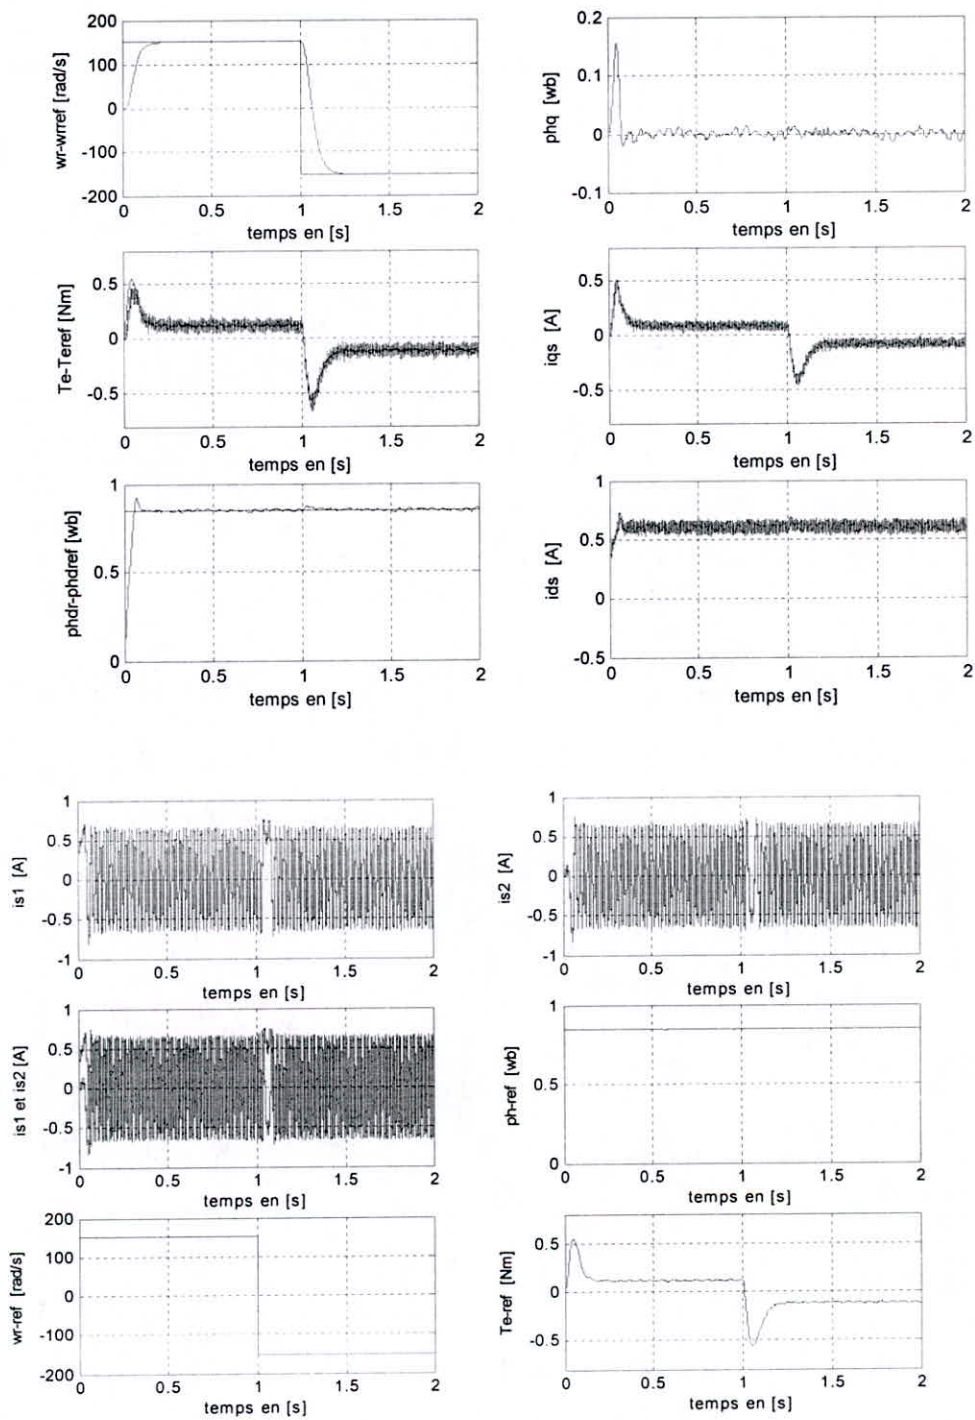 200
100
0
-100
-200
wr-wrref [rad/s]
0 0.5 1 1.5 2
temps en [s]
0.2
0.1
0
-0.1
phq [wb]
0 0.5 1 1.5 2
temps en [s]
0.5
0
-0.5
Te-Teref [Nm]
0 0.5 1 1.5 2
temps en [s]
0.5
0
-0.5
iqs [A]
0 0.5 1 1.5 2
temps en [s]
1
0.5
0
phdr-phdref [wb]
0 0.5 1 1.5 2
temps en [s]
1
0.5
0
-0.5
ids [A]
0 0.5 1 1.5 2
temps en [s]
1
0.5
0
-0.5
-1
is1 [A]
0 0.5 1 1.5 2
temps en [s]
1
0.5
0
-0.5
-1
is2 [A]
0 0.5 1 1.5 2
temps en [s]
1
0.5
0
-0.5
-1
is1 et is2 [A]
0 0.5 1 1.5 2
temps en [s]
1
0.5
0
ph-ref [wb]
0 0.5 1 1.5 2
temps en [s]
200
100
0
-100
-200
wr-ref [rad/s]
0 0.5 1 1.5 2
temps en [s]
0.5
0
-0.5
Te-ref [Nm]
0 0.5 1 1.5 2
temps en [s]